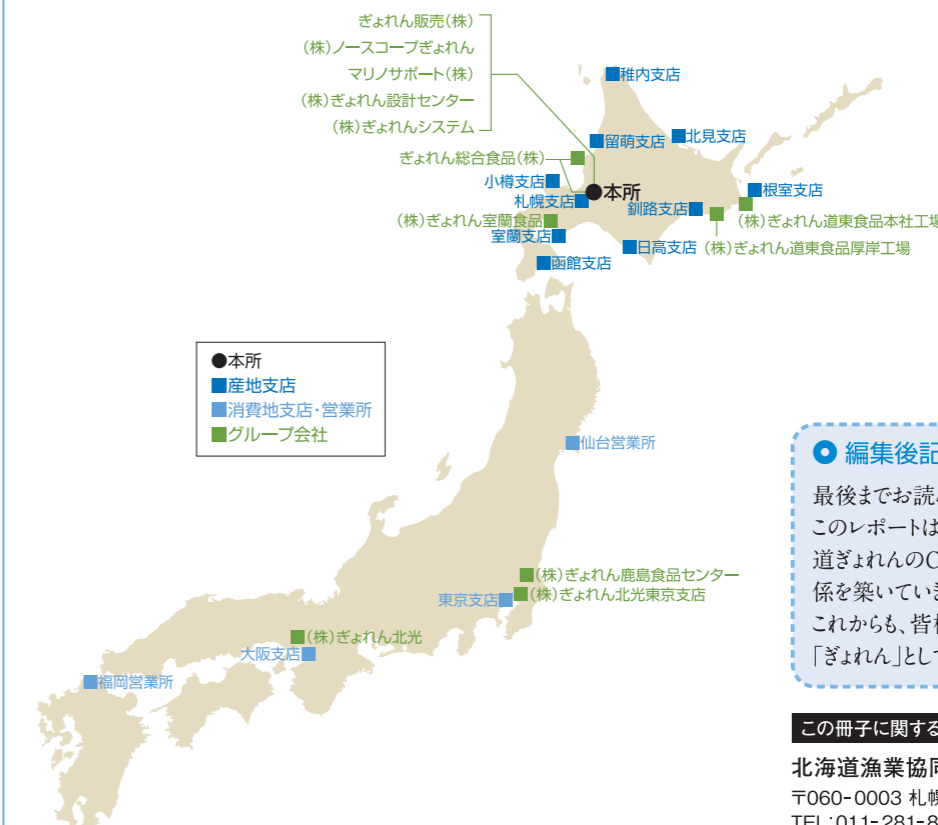 ぎょれん販売(株)
(株)ノースコープぎょれん
マリノサポート(株)
(株)ぎょれん設計センター
(株)ぎょれんシステム
ぎょれん総合食品(株)
稚内支店
留萌支店
北見支店
小樽支店
本所
札幌支店
根室支店
釧路支店
(株)ぎょれん室蘭食品
(株)ぎょれん道東食品本社工場
室蘭支店
日高支店
(株)ぎょれん道東食品厚岸工場
函館支店
●本所
■産地支店
■消費地支店・営業所
■グループ会社
仙台営業所
(株)ぎょれん鹿島食品センター
東京支店
(株)ぎょれん北光東京支店
(株)ぎょれん北光
大阪支店
福岡営業所
編集後記
最後までお読
このレポートは
道ぎょれんの
係を築いてい
これからも、皆
「ぎょれん」とし
この冊子に関する
北海道漁業協同
〒060-0003 札幌
TEL:011-281-8